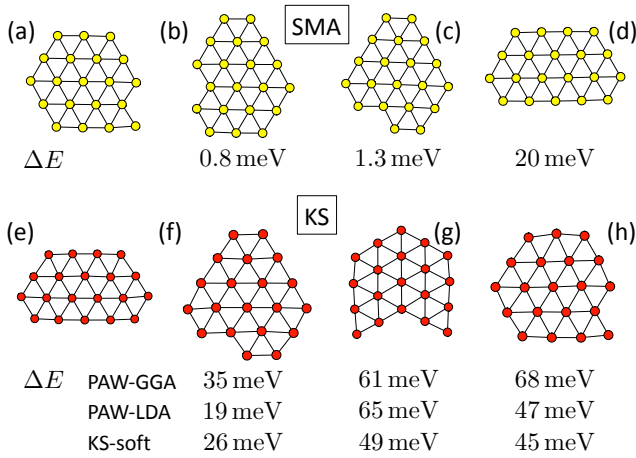 (a) (b) SMA (c) (d)
ΔE 0.8 meV 1.3 meV 20 meV
KS
(e) (f) (g) (h)
ΔE PAW-GGA 35 meV 61 meV 68 meV
PAW-LDA 19 meV 65 meV 47 meV
KS-soft 26 meV 49 meV 45 meV